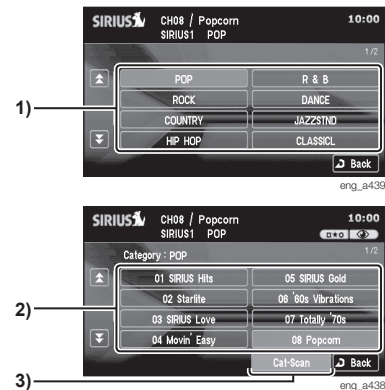 SIRIUS CH08 / Popcorn 10:00
SIRIUS1 POP
1/2
POP R & B
1)
ROCK DANCE
COUNTRY JAZZSTND
HIP HOP CLASSICL
Back
eng_a439
SIRIUS CH08 / Popcorn 10:00
SIRIUS1 POP
Category : POP 1/2
01 SIRIUS Hits 05 SIRIUS Gold
2)
02 Starlite 06 '60s Vibrations
03 SIRIUS Love 07 Totally '70s
04 Movin' Easy 08 Popcorn
Cat-Scan Back
3)
eng_a438